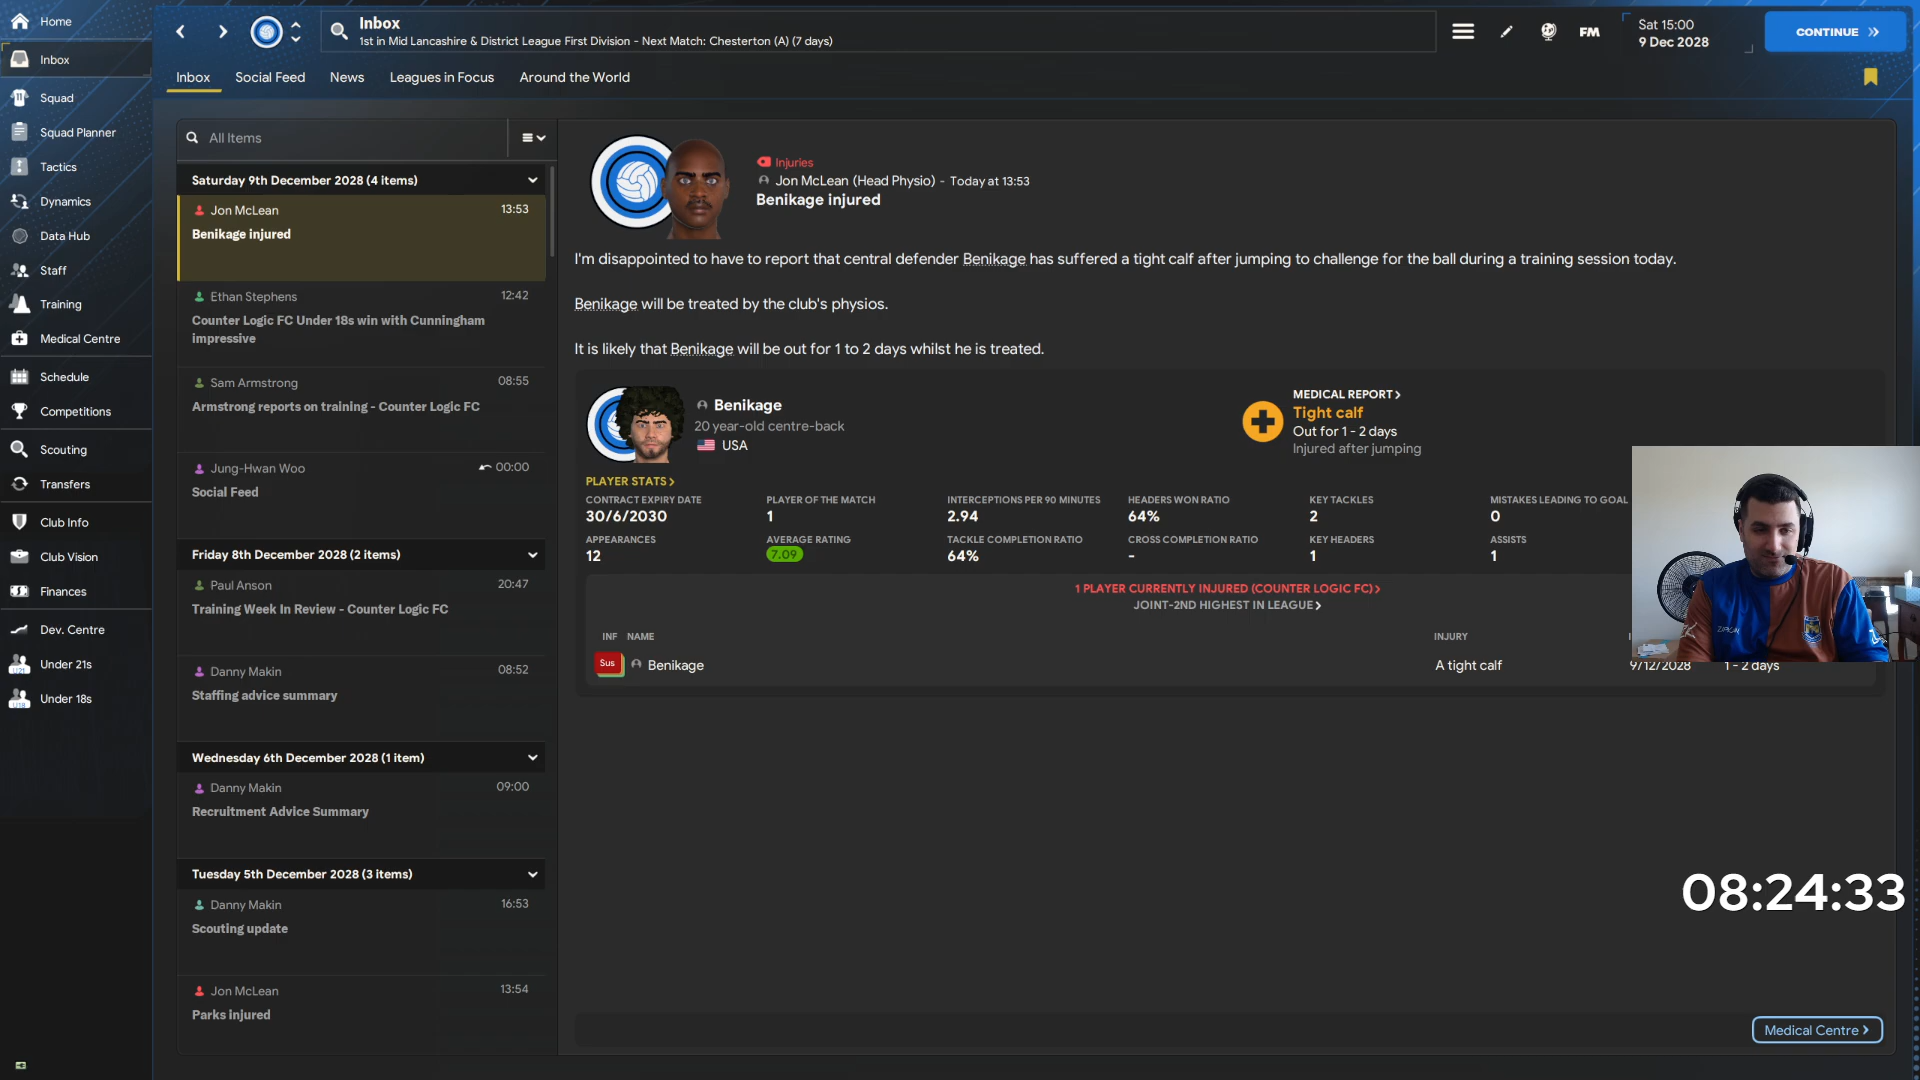 Home
Inbox
Squad
Squad Planner
Tactics
Dynamics
Data Hub
Staff
Training
Medical Centre
Schedule
Competitions
Scouting
Transfers
Club Info
Club Vision
Finances
Dev. Centre
Under 21s
Under 18s
Inbox
1st in Mid Lancashire & District League First Division - Next Match: Chesterton (A) (7 days)
FM
Sat 15:00
9 Dec 2028
CONTINUE
Inbox
Social Feed
News
Leagues in Focus
Around the World
All Items
Saturday 9th December 2028 (4 items)
Jon McLean 13:53
Benikage injured
Ethan Stephens 12:42
Counter Logic FC Under 18s win with Cunningham
impressive
Sam Armstrong 08:55
Armstrong reports on training - Counter Logic FC
Jung-Hwan Woo 00:00
Social Feed
Friday 8th December 2028 (2 items)
Paul Anson 20:47
Training Week In Review - Counter Logic FC
Danny Makin 08:52
Staffing advice summary
Wednesday 6th December 2028 (1 item)
Danny Makin 09:00
Recruitment Advice Summary
Tuesday 5th December 2028 (3 items)
Danny Makin 16:53
Scouting update
Jon McLean 13:54
Parks injured
Injuries
Jon McLean (Head Physio) - Today at 13:53
Benikage injured
I'm disappointed to have to report that central defender Benikage has suffered a tight calf after jumping to challenge for the ball during a training session today.
Benikage will be treated by the club's physios.
It is likely that Benikage will be out for 1 to 2 days whilst he is treated.
Benikage
20 year-old centre-back
USA
MEDICAL REPORT
Tight calf
Out for 1 - 2 days
Injured after jumping
PLAYER STATS
CONTRACT EXPIRY DATE PLAYER OF THE MATCH INTERCEPTIONS PER 90 MINUTES HEADERS WON RATIO KEY TACKLES MISTAKES LEADING TO GOAL
30/6/2030 1 2.94 64% 2 0
APPEARANCES AVERAGE RATING TACKLE COMPLETION RATIO CROSS COMPLETION RATIO KEY HEADERS ASSISTS
12 7.09 64% - 1 1
1 PLAYER CURRENTLY INJURED (COUNTER LOGIC FC)
JOINT-2ND HIGHEST IN LEAGUE
INF NAME INJURY
Sus Benikage A tight calf 9/12/2028 1 - 2 days
08:24:33
Medical Centre